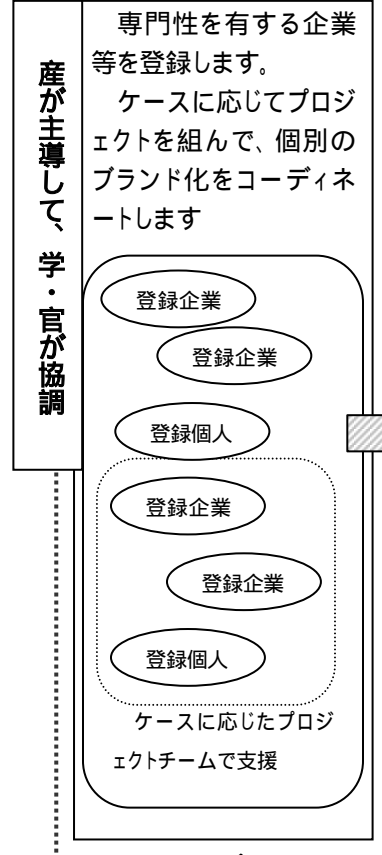 産が主導して、学・官が協調
専門性を有する企業
等を登録します。
ケースに応じてプロジ
ェクトを組んで、個別の
ブランド化をコーディネ
ートします
登録企業
登録企業
登録個人
登録企業
登録企業
登録個人
ケースに応じたプロジ
ェクトチームで支援